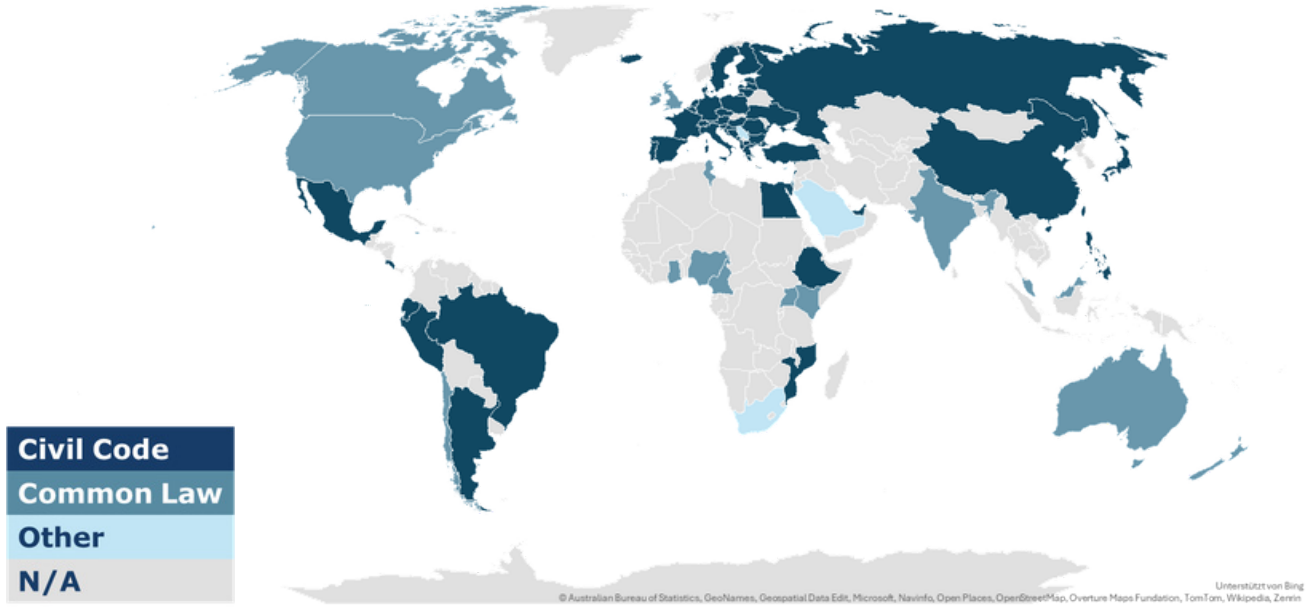 Civil Code
Common Law
Other
N/A
Unterstützt von Bing
© Australian Bureau of Statistics, GeoNames, Geospatial Data Edit, Microsoft, Navinfo, Open Places, OpenStreetMap, Overture Maps Fundation, TomTom, Wikipedia, Zenrin